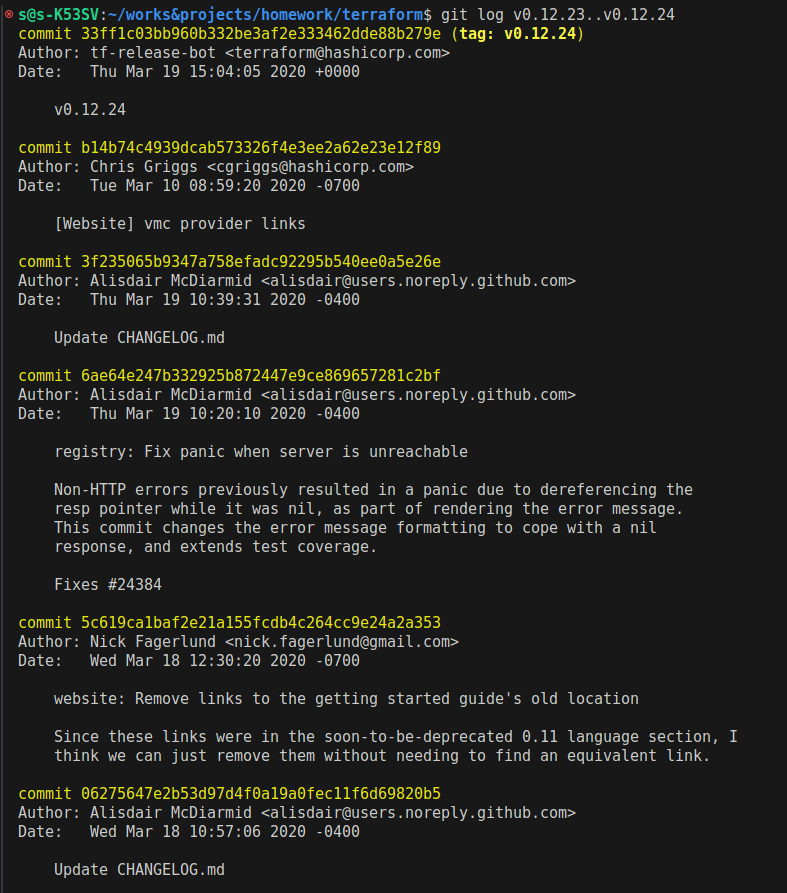 s@s-K53SV:~/works&projects/homework/terraform$ git log v0.12.23..v0.12.24
commit 33ff1c03bb960b332be3af2e333462dde88b279e (tag: v0.12.24)
Author: tf-release-bot <terraform@hashicorp.com>
Date:   Thu Mar 19 15:04:05 2020 +0000
v0.12.24
commit b14b74c4939dcab573326f4e3ee2a62e23e12f89
Author: Chris Griggs <cgriggs@hashicorp.com>
Date:   Tue Mar 10 08:59:20 2020 -0700
[Website] vmc provider links
commit 3f235065b9347a758efadc92295b540ee0a5e26e
Author: Alisdair McDiarmid <alisdair@users.noreply.github.com>
Date:   Thu Mar 19 10:39:31 2020 -0400
Update CHANGELOG.md
commit 6ae64e247b332925b872447e9ce869657281c2bf
Author: Alisdair McDiarmid <alisdair@users.noreply.github.com>
Date:   Thu Mar 19 10:20:10 2020 -0400
registry: Fix panic when server is unreachable
Non-HTTP errors previously resulted in a panic due to dereferencing the
resp pointer while it was nil, as part of rendering the error message.
This commit changes the error message formatting to cope with a nil
response, and extends test coverage.
Fixes #24384
commit 5c619ca1baf2e21a155fcdb4c264cc9e24a2a353
Author: Nick Fagerlund <nick.fagerlund@gmail.com>
Date:   Wed Mar 18 12:30:20 2020 -0700
website: Remove links to the getting started guide's old location
Since these links were in the soon-to-be-deprecated 0.11 language section, I
think we can just remove them without needing to find an equivalent link.
commit 06275647e2b53d97d4f0a19a0fec11f6d69820b5
Author: Alisdair McDiarmid <alisdair@users.noreply.github.com>
Date:   Wed Mar 18 10:57:06 2020 -0400
Update CHANGELOG.md